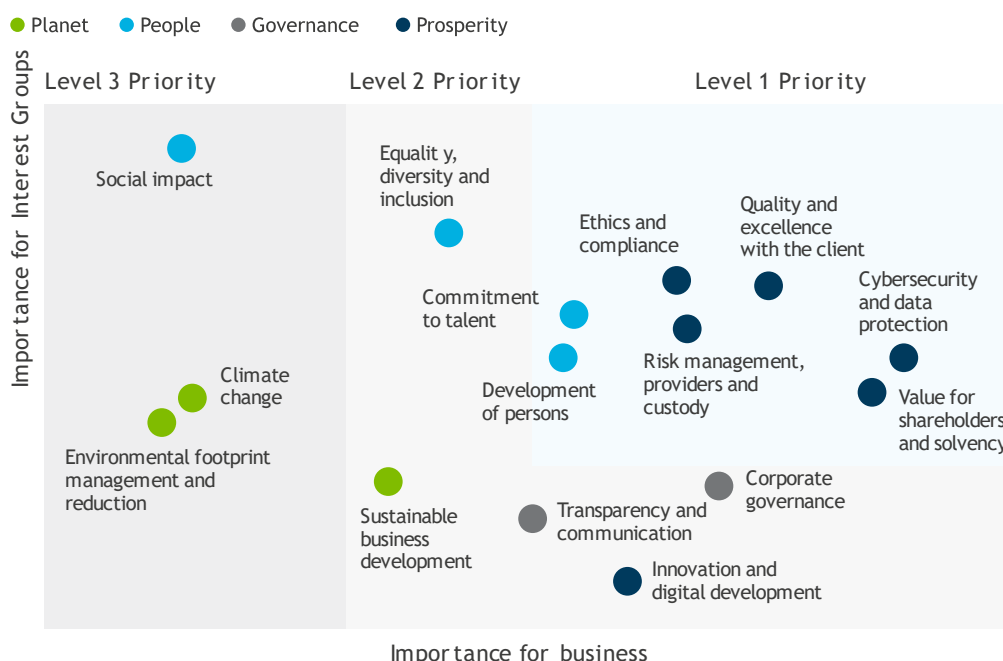 Planet People Governance Prosperity
Importance for Interest Groups
Level 3 Priority
Level 2 Priority
Level 1 Priority
Social impact
Equalit y,
diversity and
inclusion
Ethics and
compliance
Quality and
excellence
with the client
Cybersecurity
and data
protection
Commitment
to talent
Development
of persons
Risk management,
providers and
custody
Value for
shareholders
and solvency
Climate
change
Environmental footprint
management and
reduction
Sustainable
business
development
Transparency and
communication
Corporate
governance
Innovation and
digital development
Importance for business